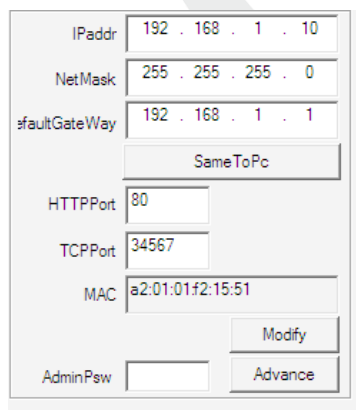 IPaddr 192 . 168 . 1 . 10
NetMask 255 . 255 . 255 . 0
efaultGateWay 192 . 168 . 1 . 1
SameToPc
HTTPPort 80
TCPPort 34567
MAC a2:01:01:f2:15:51
Modify
AdminPsw Advance